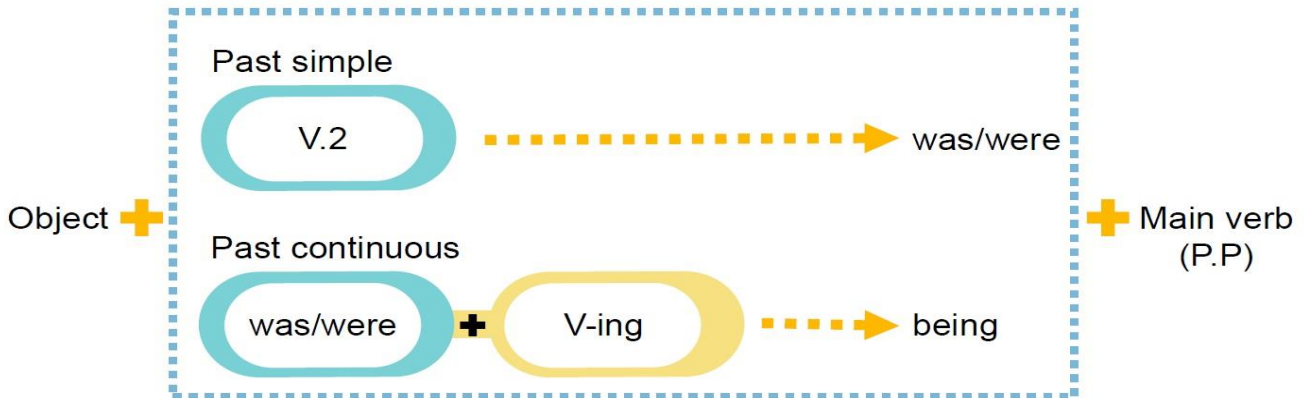 Past simple
V.2
was/were
Object
Main verb
(P.P)
Past continuous
was/were
V-ing
being